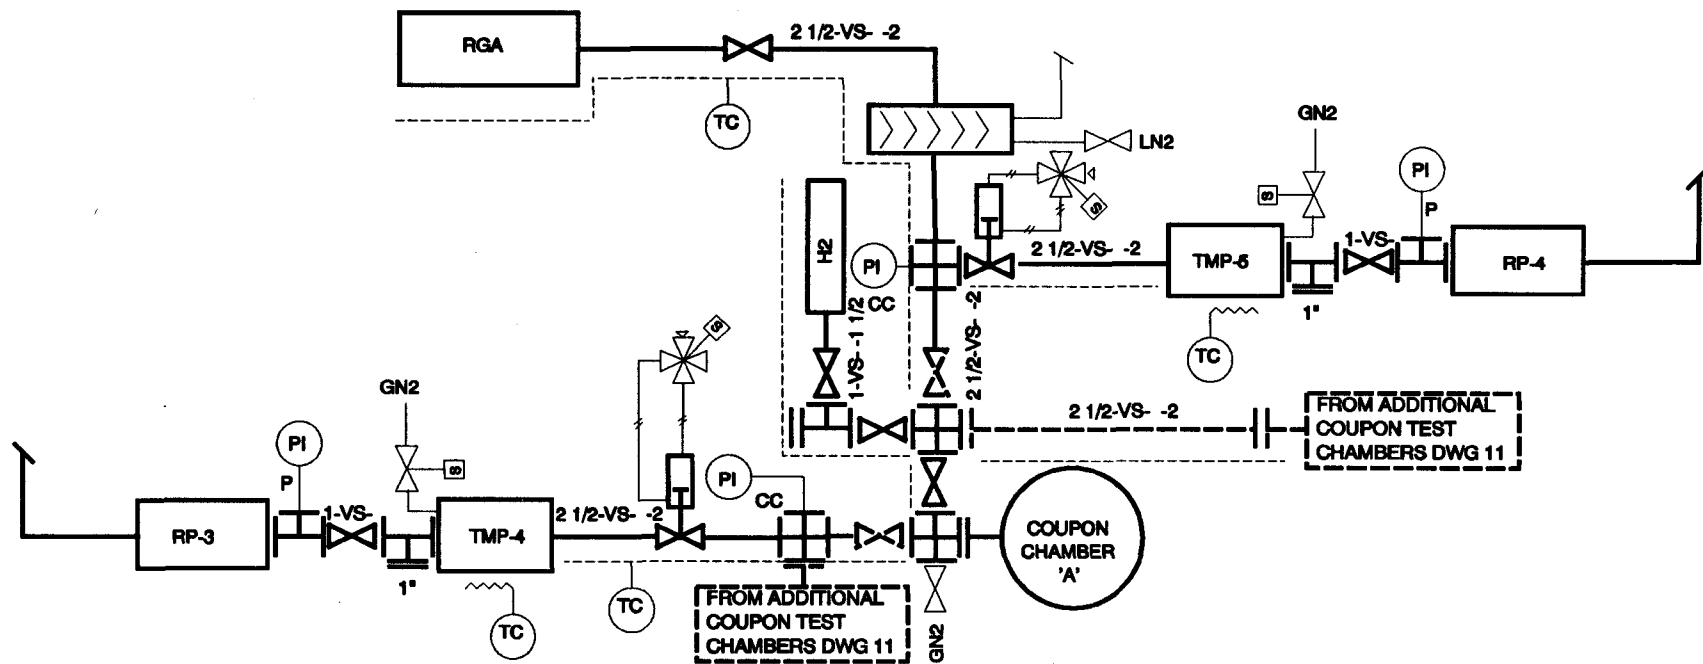 RGA
2 1/2-VS- -2
TC
LN2
GN2
PI
P
S
S
H2
PI
CC
2 1/2-VS- -2
TMP-5
1-VS-
RP-4
1"
TC
1-VS- -1 1/2
2 1/2-VS- -2
S
GN2
2 1/2-VS- -2
FROM ADDITIONAL
COUPON TEST
CHAMBERS DWG 11
PI
P
S
PI
CC
RP-3
1-VS-
TMP-4
2 1/2-VS- -2
COUPON
CHAMBER
'A'
1"
TC
TC
FROM ADDITIONAL
COUPON TEST
CHAMBERS DWG 11
GN2